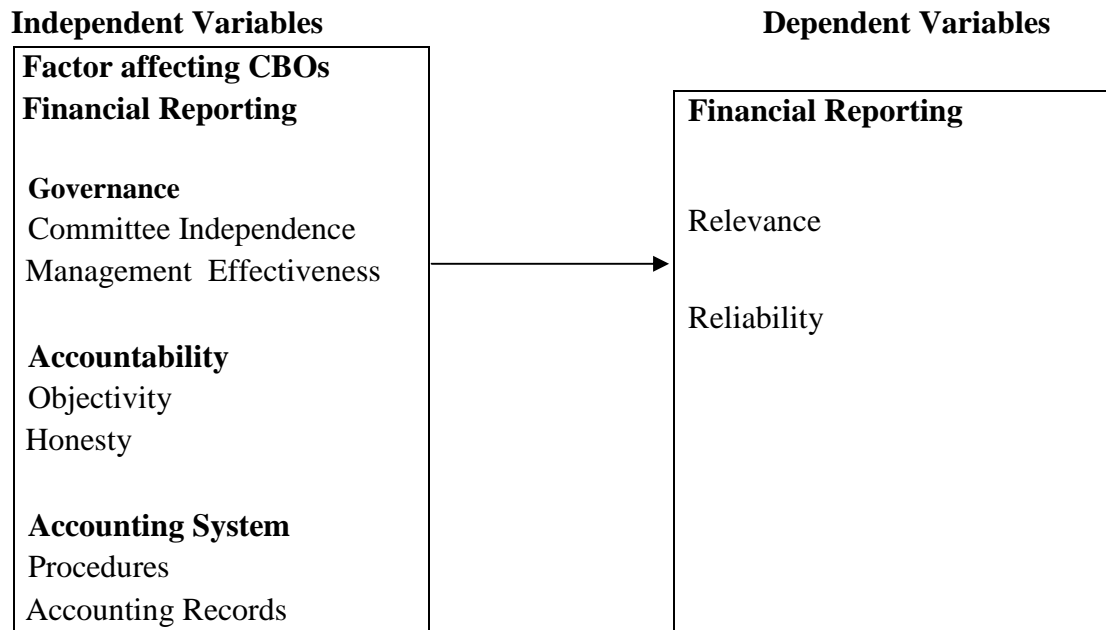 Independent Variables
Factor affecting CBOs
Financial Reporting
Governance
Committee Independence
Management Effectiveness
Accountability
Objectivity
Honesty
Accounting System
Procedures
Accounting Records
Dependent Variables
Financial Reporting
Relevance
Reliability